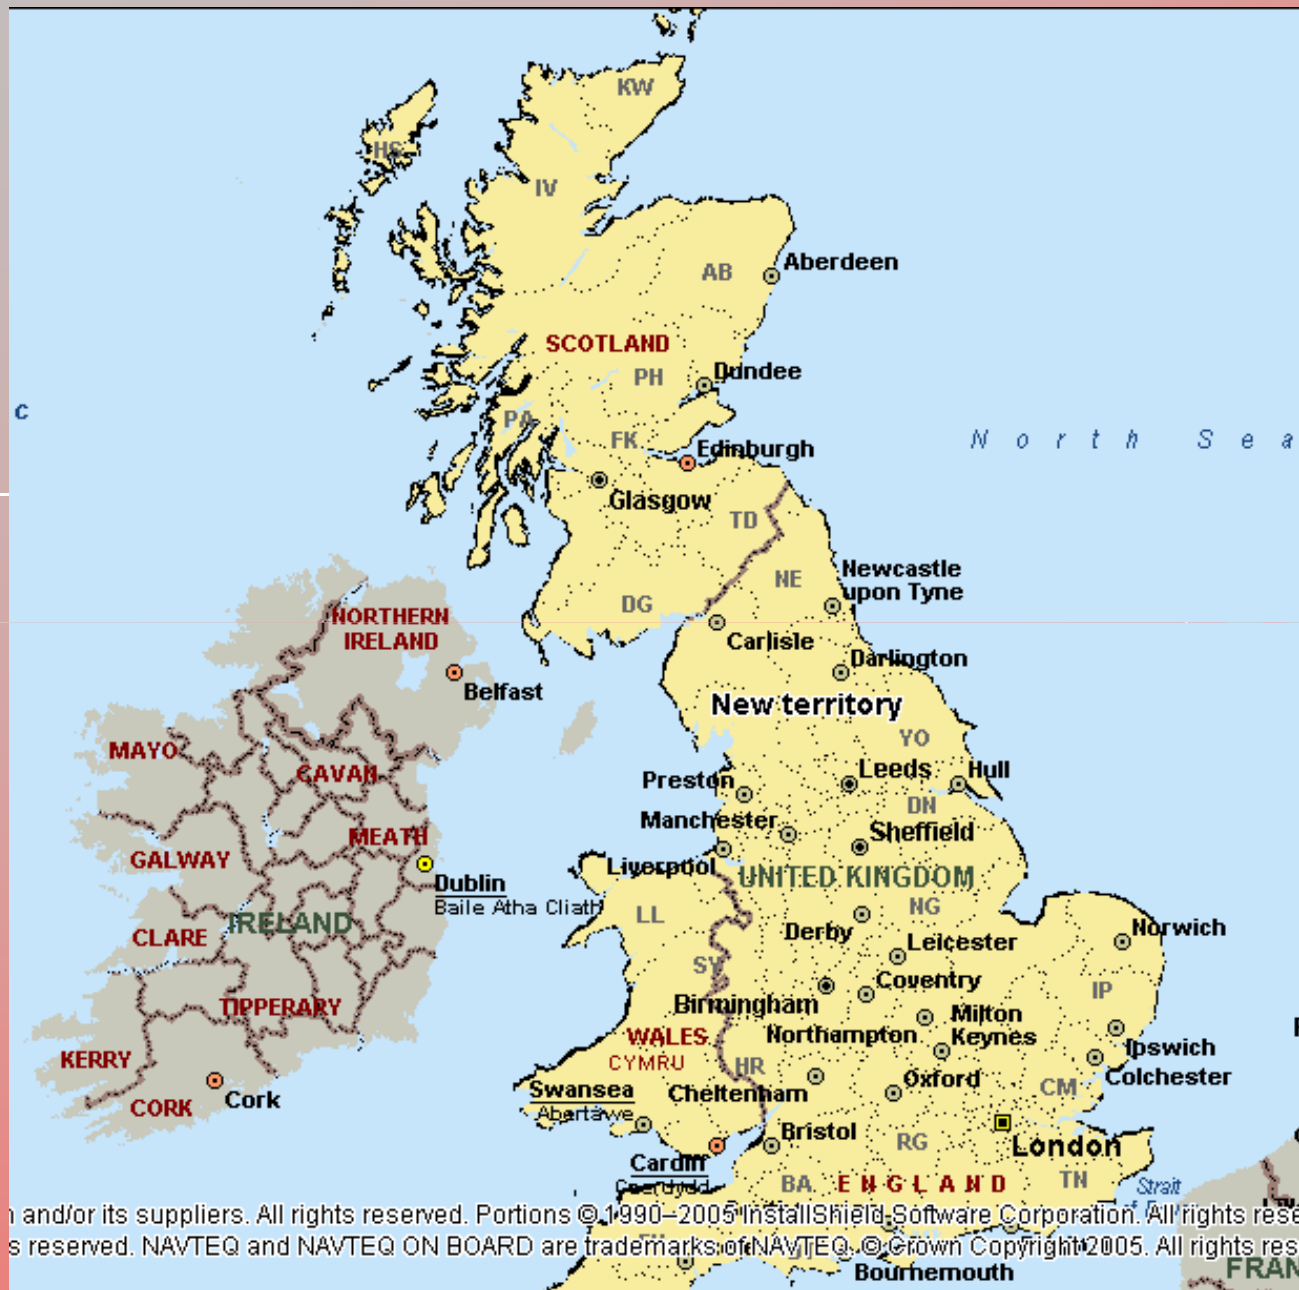 KW
HS
IV
AB
Aberdeen
SCOTLAND
PH
Dundee
C
PA
FK
Edinburgh
North Sea
Glasgow
TD
Newcastle
upon Tyne
NE
DG
NORTHERN
IRELAND
Carlisle
Darlington
Belfast
New territory
MAYO
YO
CAVAN
Preston
Leeds
Hull
DN
Manchester
Sheffield
MEATH
GALWAY
Liverpool
UNITED KINGDOM
Dublin
Baile Atha Cliath
LL
NG
IRELAND
Derby
Norwich
CLARE
Leicester
SY
Coventry
IP
Birmingham
TIPPERARY
Milton
Keynes
Northampton
WALES
CYMRU
Ipswich
KERRY
HR
Colchester
Swansea
Abertawe
Cheltenham
Oxford
CM
CORK
Cork
Bristol
RG
London
Cardiff
Caerdydd
BA
ENGLAND
TN
Strait
and/or its suppliers. All rights reserved. Portions © 1990–2005 InstallShield Software Corporation. All rights rese
s reserved. NAVTEQ and NAVTEQ ON BOARD are trademarks of NAVTEQ. © Crown Copyright 2005. All rights res
Bournemouth
FRAN